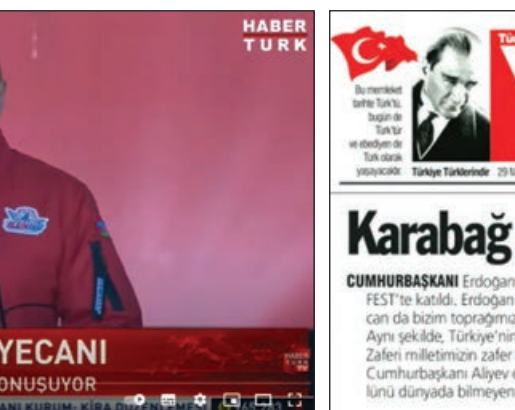 HABER
TURK
YECANI
ONUŞUYOR
Bu memleket
tarihte Türk'tü,
bugün de
Türk'tür
ve ebediyen de
Türk olarak
yaşayacaktır.
Türkiye Türklerindir
Karabağ
CUMHURBAŞKANI Erdoğan
FEST'te katıldı. Erdoğan
can da bizim toprağımız
Aynı şekilde, Türkiye'nin
Zaferi milletimizin zafer
Cumhurbaşkanı Aliyev
lünü dünyada bilmeyen